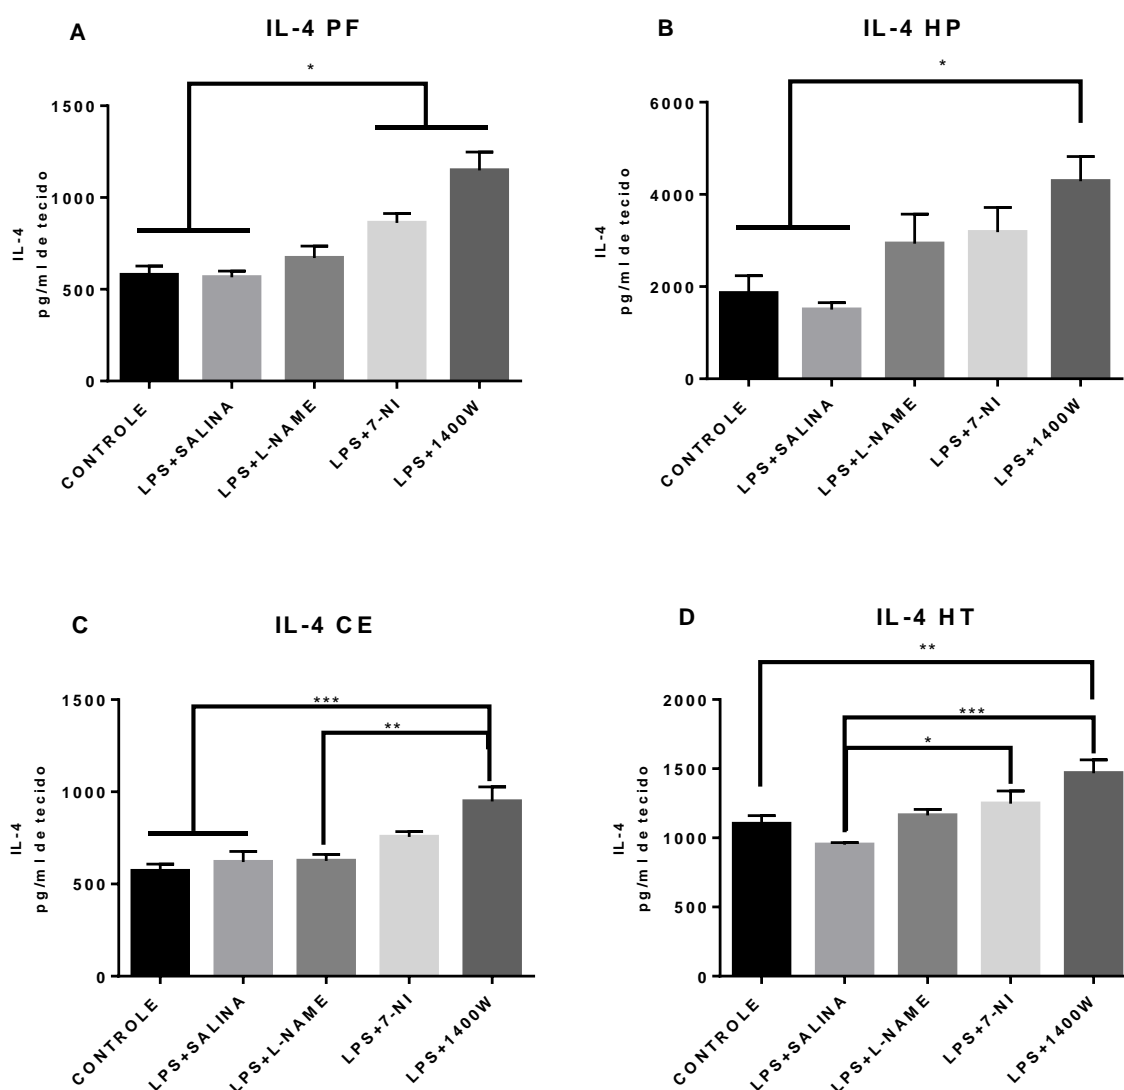 A
IL-4 PF
*
1500
1000
500
0
IL-4
pg/ml de tecido
CONTROLE
LPS+SALINA
LPS+L-NAME
LPS+7-NI
LPS+1400W
B
IL-4 HP
*
6000
4000
2000
0
IL-4
pg/ml de tecido
CONTROLE
LPS+SALINA
LPS+L-NAME
LPS+7-NI
LPS+1400W
C
IL-4 CE
***
**
1500
1000
500
0
IL-4
pg/ml de tecido
CONTROLE
LPS+SALINA
LPS+L-NAME
LPS+7-NI
LPS+1400W
D
IL-4 HT
**
***
*
2000
1500
1000
500
0
IL-4
pg/ml de tecido
CONTROLE
LPS+SALINA
LPS+L-NAME
LPS+7-NI
LPS+1400W